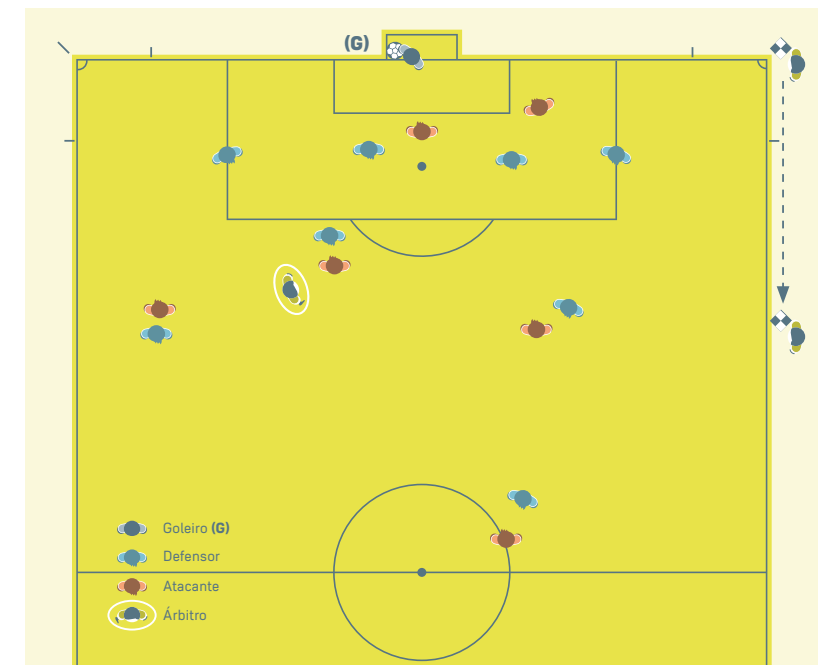 (G)
Goleiro (G)
Defensor
Atacante
Árbitro